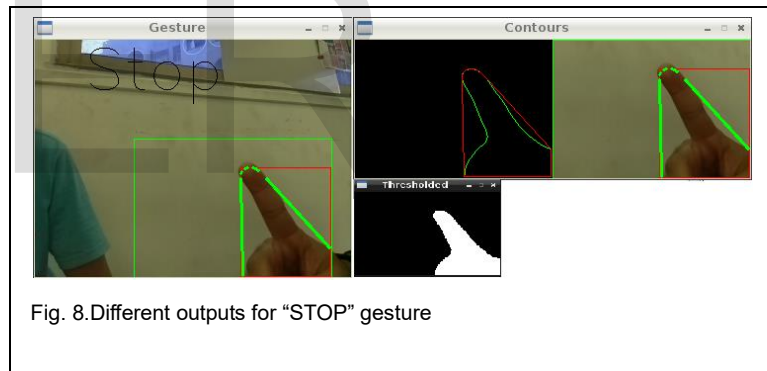 Gesture
Contours
Stop
Thresholded
Fig. 8.Different outputs for “STOP” gesture